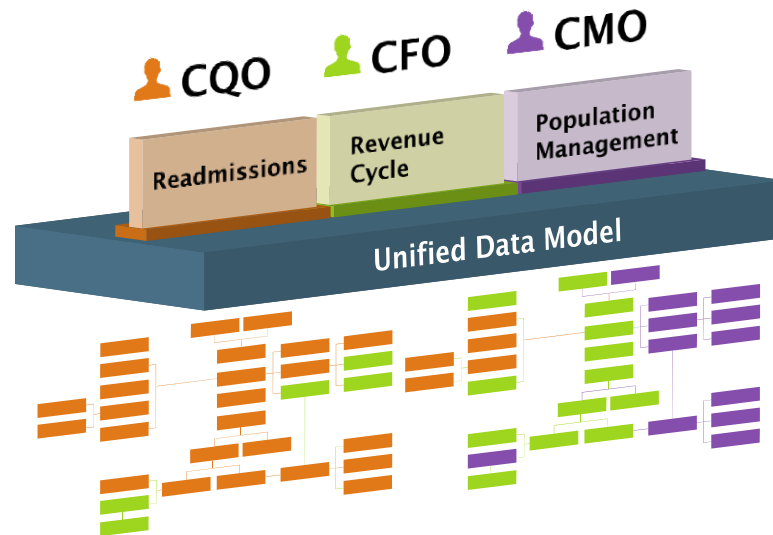 CQO
CFO
CMO
Readmissions
Revenue
Cycle
Population
Management
Unified Data Model